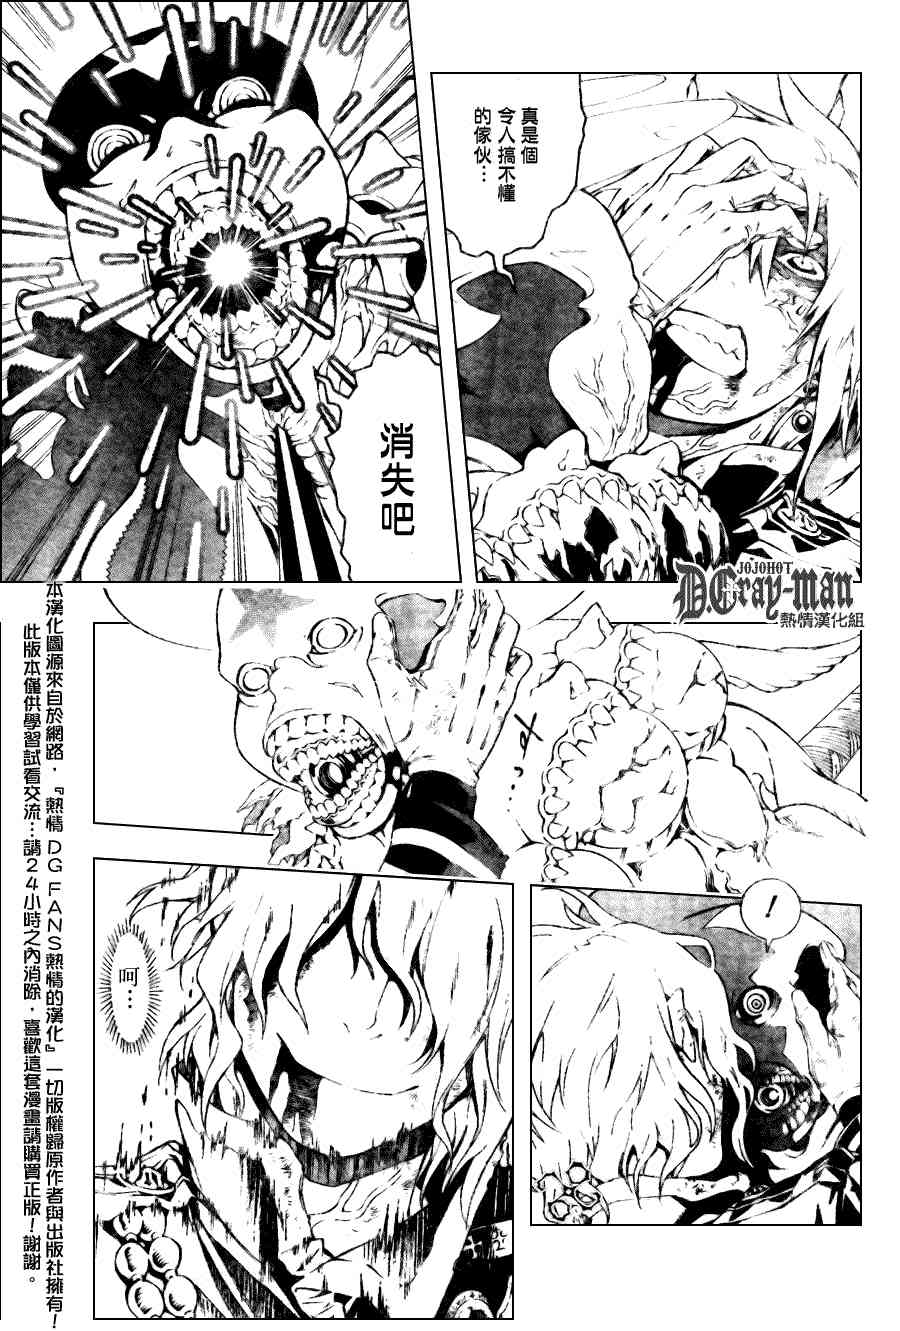 真是個
令人搞不懂
的傢伙…
消失吧
JOJOHOT
D.Gray-man
熱情漢化組
！
呵…
本漢化圖源來自於網路，『熱情DG FANS熱情的漢化』一切版權歸原作者與出版社擁有！
此版本僅供學習試看交流…請24小時之內消除，喜歡這套漫畫請購買正版！謝謝。